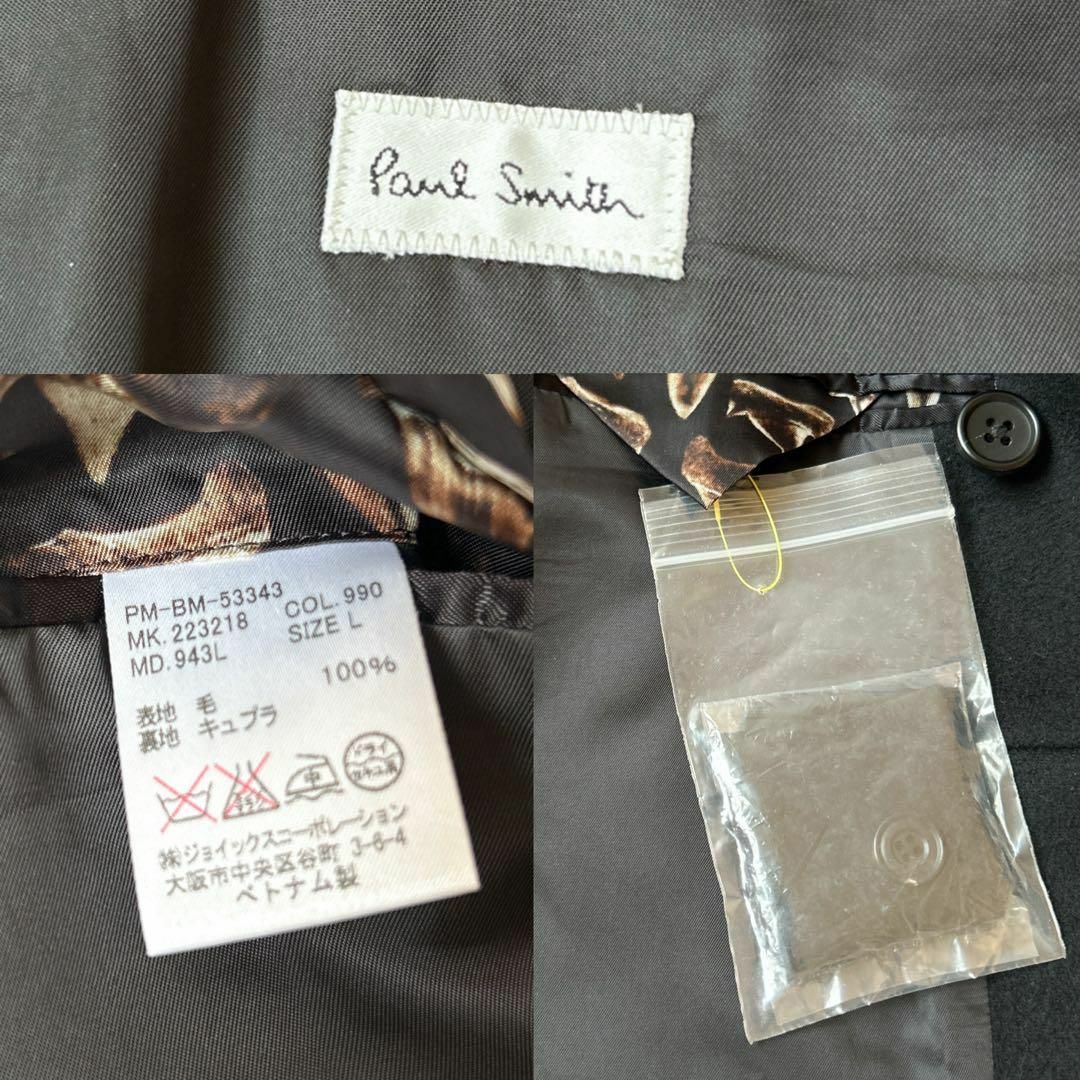 Paul Smith
PM-BM-53343 COL. 990
MK. 223218 SIZE L
MD. 943L
100%
表地 毛
裏地 キュプラ
中 ドライ
㈱ジョイックスコーポレーション
大阪市中央区谷町 3-6-4
ベトナム製